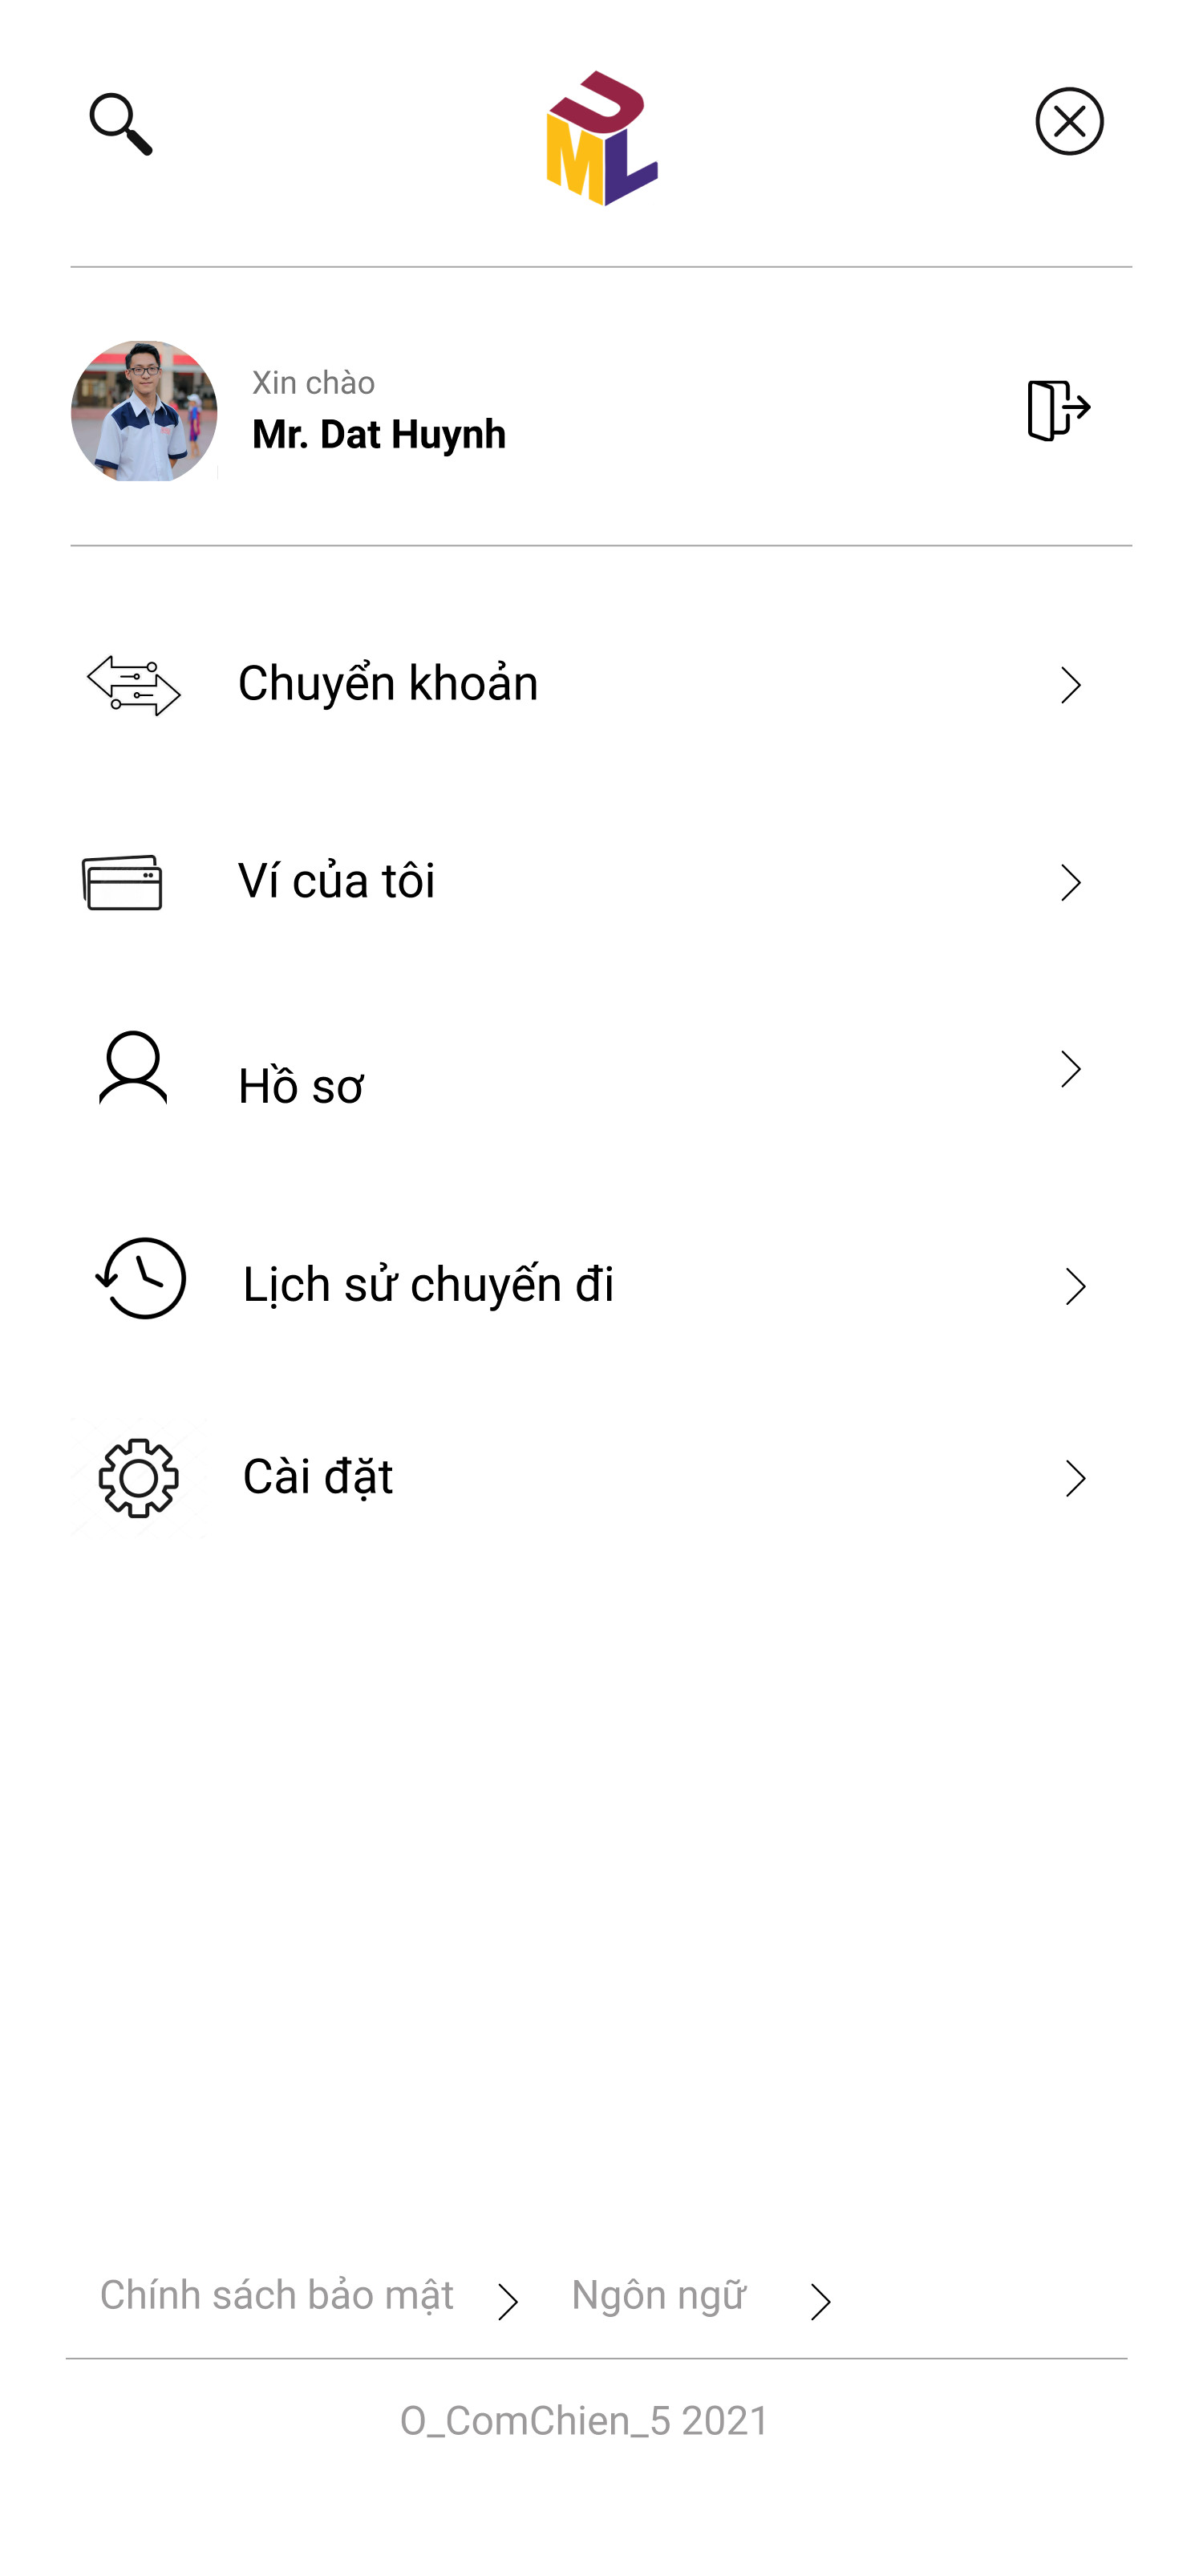 UML
Xin chào
Mr. Dat Huynh
Chuyển khoản
Ví của tôi
Hồ sơ
Lịch sử chuyến đi
Cài đặt
Chính sách bảo mật
Ngôn ngữ
O_ComChien_5 2021